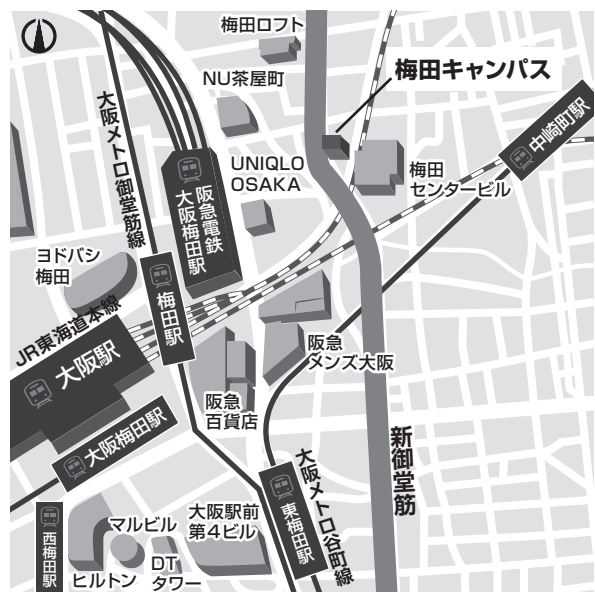 梅田ロフト
梅田キャンパス
NU茶屋町
中崎町駅
大阪メトロ御堂筋線
UNIQLO
OSAKA
梅田
センタービル
阪急電鉄
大阪梅田駅
ヨドバシ
梅田
梅田駅
JR東海道本線
大阪駅
阪急
メンズ大阪
阪急
百貨店
大阪梅田駅
新御堂筋
大阪メトロ谷町線
東梅田駅
大阪駅前
第4ビル
マルビル
西梅田駅
ヒルトン
DT
タワー